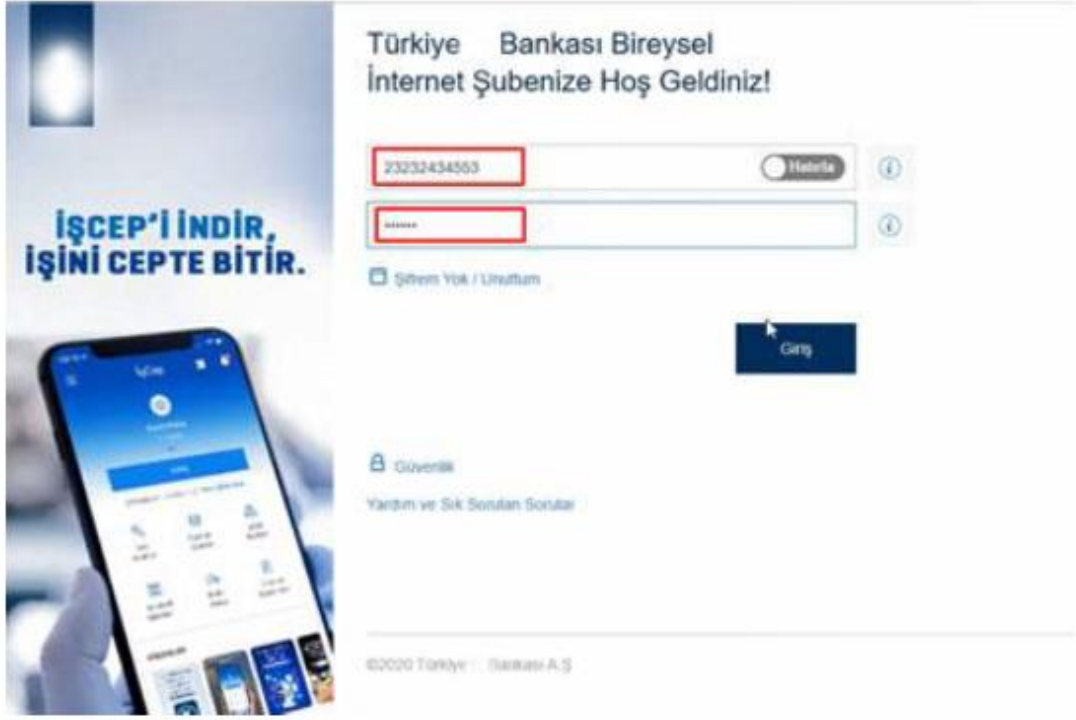 Türkiye Bankası Bireysel
İnternet Şubenize Hoş Geldiniz!
23232434553
Hatırla
•••••••
Şifrem Yok / Unuttum
Giriş
Güvenlik
Yardım ve Sık Sorulan Sorular
©2020 Türkiye Bankası A.Ş
İŞCEP'İ İNDİR,
İŞİNİ CEPTE BİTİR.
İşCep